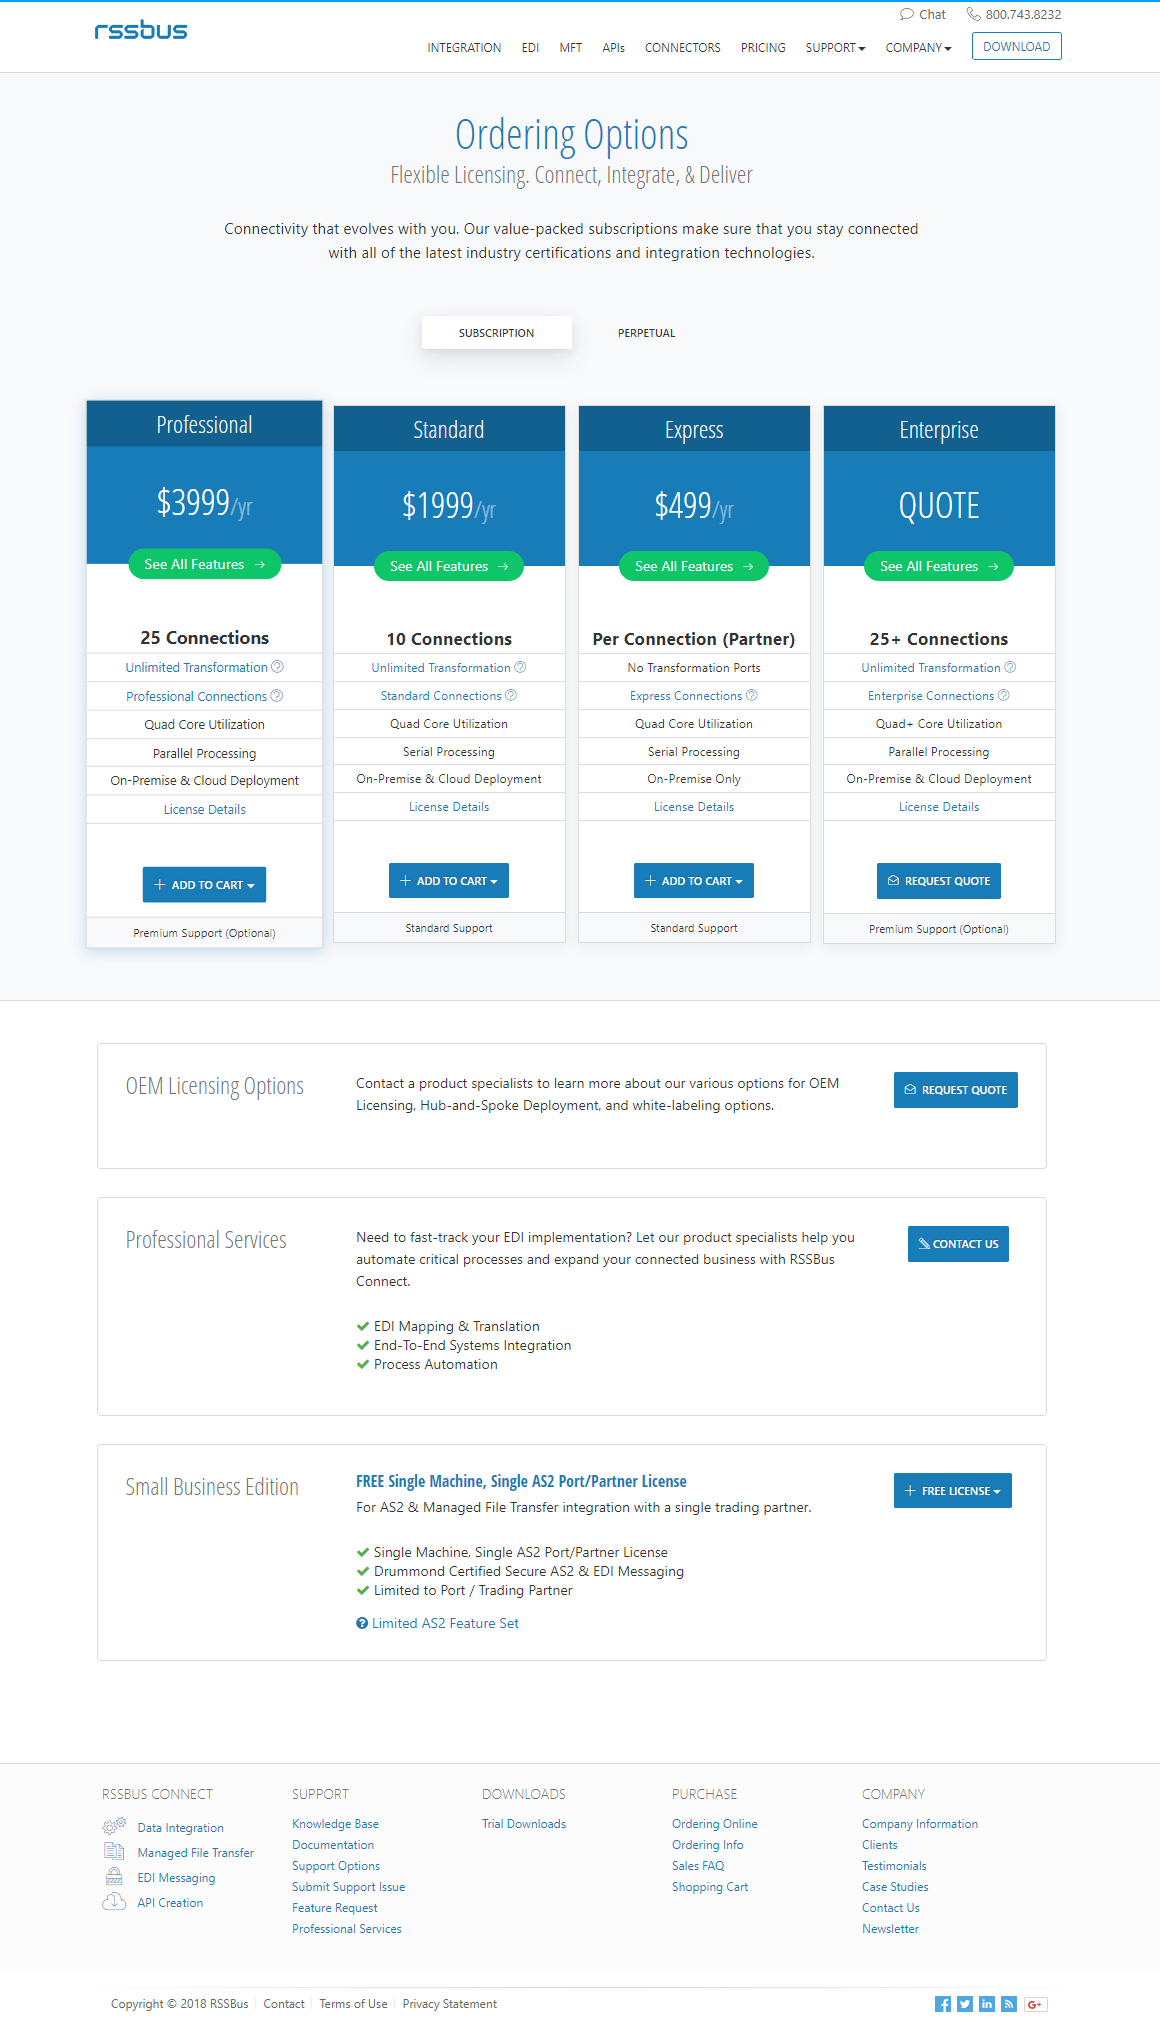 rssbus
Chat
800.743.8232
INTEGRATION
EDI
MFT
APIs
CONNECTORS
PRICING
SUPPORT
COMPANY
DOWNLOAD
Ordering Options
Flexible Licensing. Connect, Integrate, & Deliver
Connectivity that evolves with you. Our value-packed subscriptions make sure that you stay connected
with all of the latest industry certifications and integration technologies.
SUBSCRIPTION
PERPETUAL
Professional
$3999/yr
See All Features →
25 Connections
Unlimited Transformation
Professional Connections
Quad Core Utilization
Parallel Processing
On-Premise & Cloud Deployment
License Details
ADD TO CART
Premium Support (Optional)
Standard
$1999/yr
See All Features →
10 Connections
Unlimited Transformation
Standard Connections
Quad Core Utilization
Serial Processing
On-Premise & Cloud Deployment
License Details
ADD TO CART
Standard Support
Express
$499/yr
See All Features →
Per Connection (Partner)
No Transformation Ports
Express Connections
Quad Core Utilization
Serial Processing
On-Premise Only
License Details
ADD TO CART
Standard Support
Enterprise
QUOTE
See All Features →
25+ Connections
Unlimited Transformation
Enterprise Connections
Quad+ Core Utilization
Parallel Processing
On-Premise & Cloud Deployment
License Details
REQUEST QUOTE
Premium Support (Optional)
OEM Licensing Options
Contact a product specialists to learn more about our various options for OEM
Licensing, Hub-and-Spoke Deployment, and white-labeling options.
REQUEST QUOTE
Professional Services
Need to fast-track your EDI implementation? Let our product specialists help you
automate critical processes and expand your connected business with RSSBus
Connect.
EDI Mapping & Translation
End-To-End Systems Integration
Process Automation
CONTACT US
Small Business Edition
FREE Single Machine, Single AS2 Port/Partner License
For AS2 & Managed File Transfer integration with a single trading partner.
Single Machine, Single AS2 Port/Partner License
Drummond Certified Secure AS2 & EDI Messaging
Limited to Port / Trading Partner
Limited AS2 Feature Set
FREE LICENSE
RSSBUS CONNECT
Data Integration
Managed File Transfer
EDI Messaging
API Creation
SUPPORT
Knowledge Base
Documentation
Support Options
Submit Support Issue
Feature Request
Professional Services
DOWNLOADS
Trial Downloads
PURCHASE
Ordering Online
Ordering Info
Sales FAQ
Shopping Cart
COMPANY
Company Information
Clients
Testimonials
Case Studies
Contact Us
Newsletter
Copyright © 2018 RSSBus
Contact
Terms of Use
Privacy Statement
G+